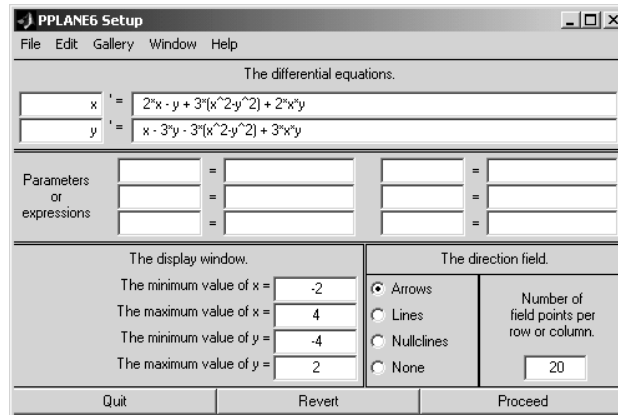 PPLANE6 Setup
File Edit Gallery Window Help
The differential equations.
x ' = 2*x - y + 3*(x^2-y^2) + 2*x*y
y ' = x - 3*y - 3*(x^2-y^2) + 3*x*y
Parameters
or
expressions
= =
= =
= =
The display window.
The minimum value of x = -2
The maximum value of x = 4
The minimum value of y = -4
The maximum value of y = 2
The direction field.
Arrows
Lines
Nullclines
None
Number of
field points per
row or column.
20
Quit Revert Proceed